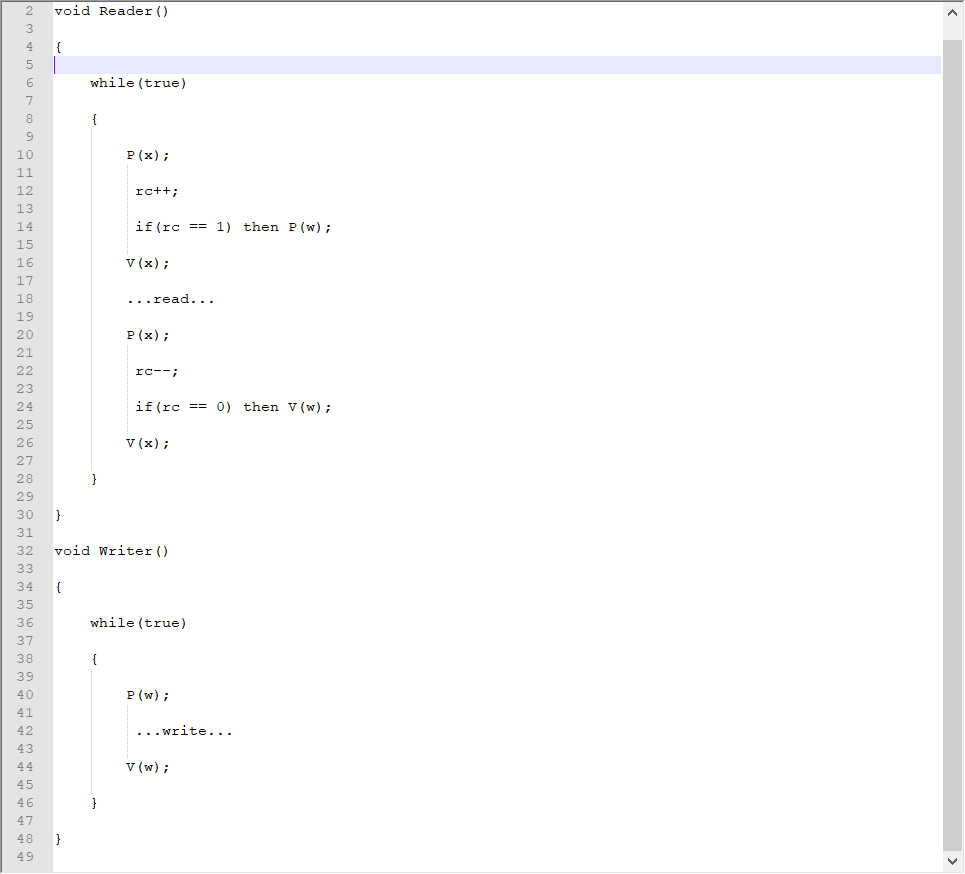 2 void Reader()
3
4 {
5
6     while(true)
7
8     {
9
10         P(x);
11
12          rc++;
13
14          if(rc == 1) then P(w);
15
16         V(x);
17
18         ...read...
19
20         P(x);
21
22          rc--;
23
24          if(rc == 0) then V(w);
25
26         V(x);
27
28     }
29
30 }
31
32 void Writer()
33
34 {
35
36     while(true)
37
38     {
39
40         P(w);
41
42          ...write...
43
44         V(w);
45
46     }
47
48 }
49